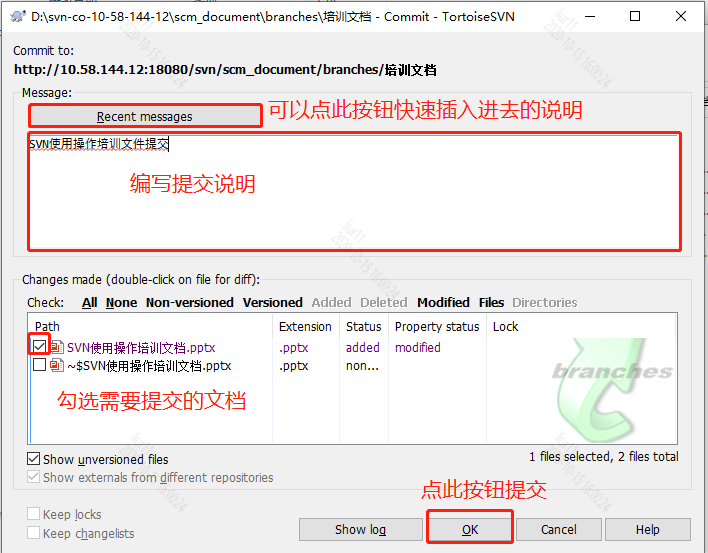 D:\svn-co-10-58-144-12\scm_document\branches\培训文档 - Commit - TortoiseSVN
Commit to:
http://10.58.144.12:18080/svn/scm_document/branches/培训文档
Message:
Recent messages
可以点此按钮快速插入进去的说明
SVN使用操作培训文件提交
编写提交说明
Changes made (double-click on file for diff):
Check: All None Non-versioned Versioned Added Deleted Modified Files Directories
Path Extension Status Property status Lock
SVN使用操作培训文档.pptx .pptx added modified
~$SVN使用操作培训文档.pptx .pptx non...
branches
勾选需要提交的文档
Show unversioned files
1 files selected, 2 files total
Show externals from different repositories
点此按钮提交
Keep locks
Keep changelists
Show log
OK
Cancel
Help